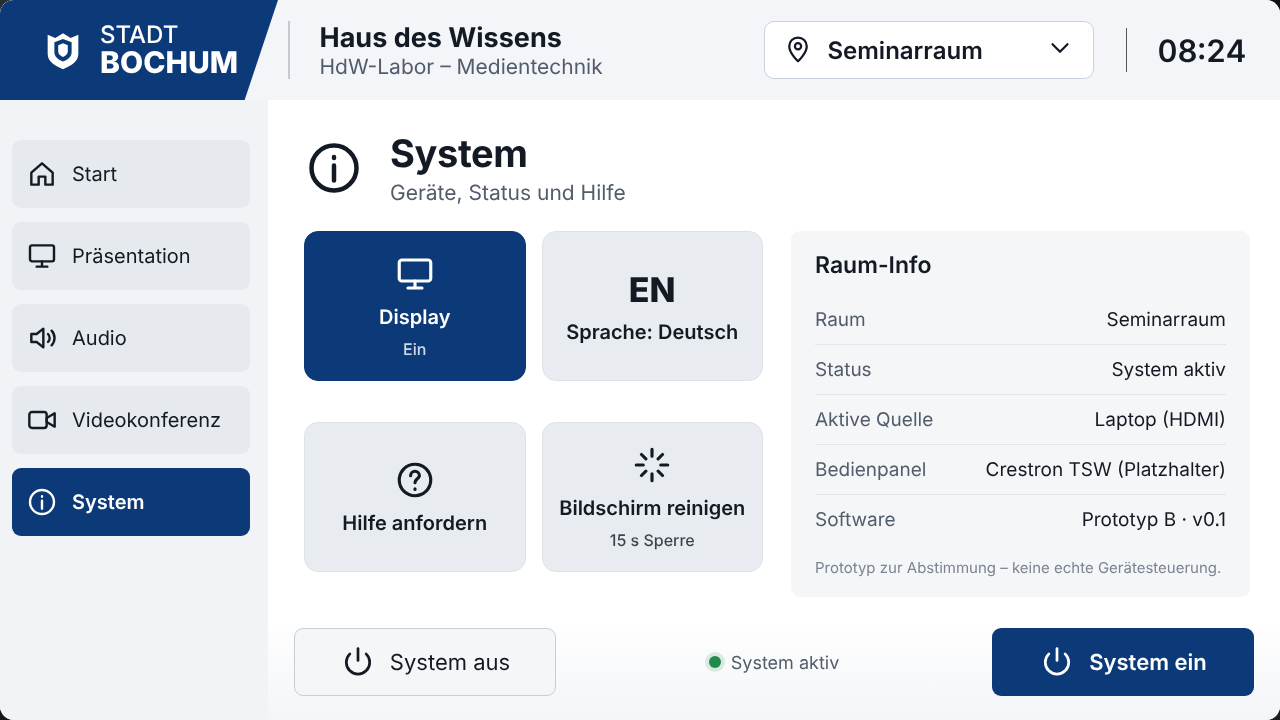 STADT
BOCHUM
Haus des Wissens
HdW-Labor – Medientechnik
Seminarraum
08:24
Start
Präsentation
Audio
Videokonferenz
System
System
Geräte, Status und Hilfe
Display
Ein
EN
Sprache: Deutsch
Hilfe anfordern
Bildschirm reinigen
15 s Sperre
Raum-Info
Raum Seminarraum
Status System aktiv
Aktive Quelle Laptop (HDMI)
Bedienpanel Crestron TSW (Platzhalter)
Software Prototyp B · v0.1
Prototyp zur Abstimmung – keine echte Gerätesteuerung.
System aus
System aktiv
System ein